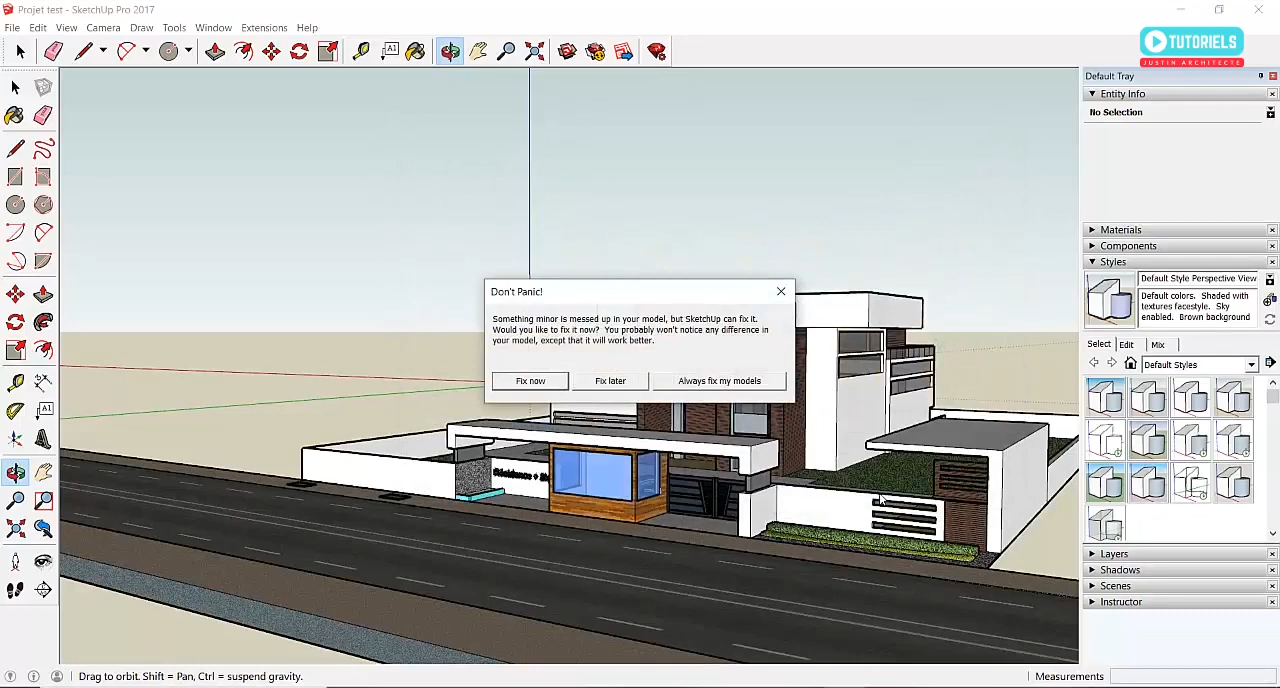 Projet test - SketchUp Pro 2017
File Edit View Camera Draw Tools Window Extensions Help
TUTORIELS
JUSTIN ARCHITECTE
Default Tray
Entity Info
No Selection
Materials
Components
Styles
Default Style Perspective View
Default colors. Shaded with
textures facestyle. Sky
enabled. Brown background
Select Edit Mix
Default Styles
Layers
Shadows
Scenes
Instructor
Don't Panic!
Something minor is messed up in your model, but SketchUp can fix it.
Would you like to fix it now? You probably won't notice any difference in
your model, except that it will work better.
Fix now Fix later Always fix my models
Drag to orbit. Shift = Pan, Ctrl = suspend gravity.
Measurements